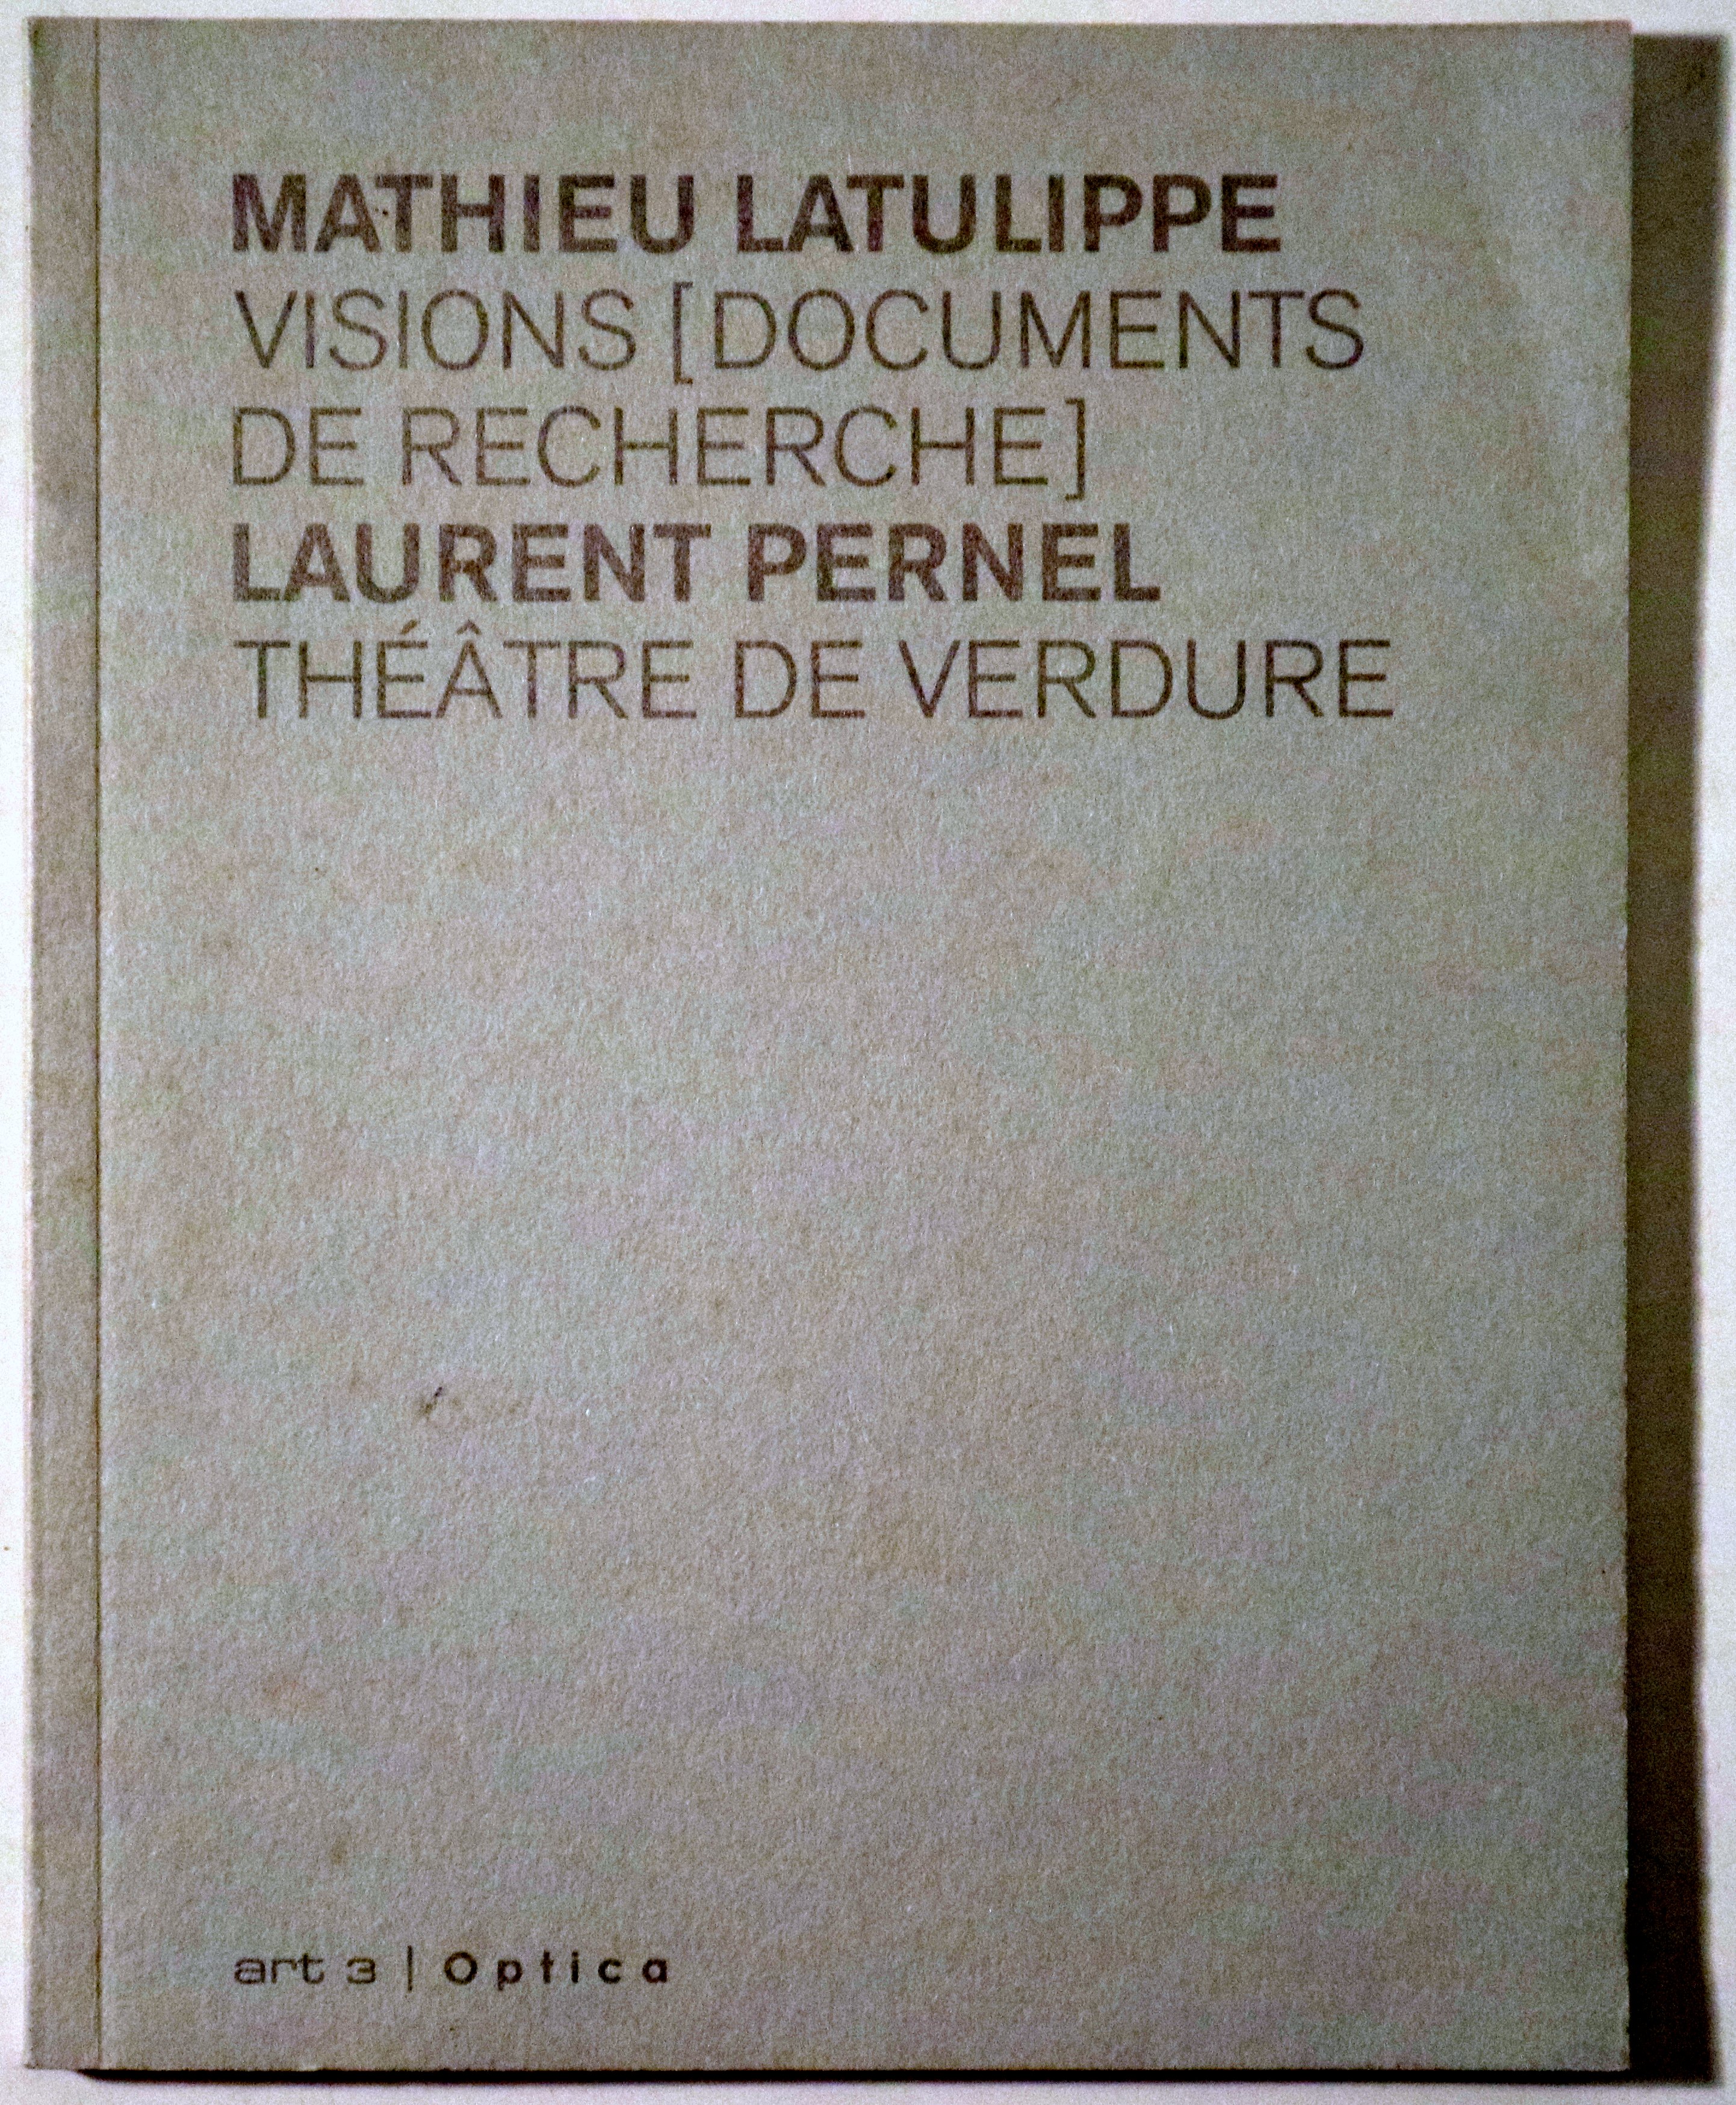 MATHIEU LATULIPPE
VISIONS [DOCUMENTS
DE RECHERCHE]
LAURENT PERNEL
THÉÂTRE DE VERDURE
art 3 | Optica